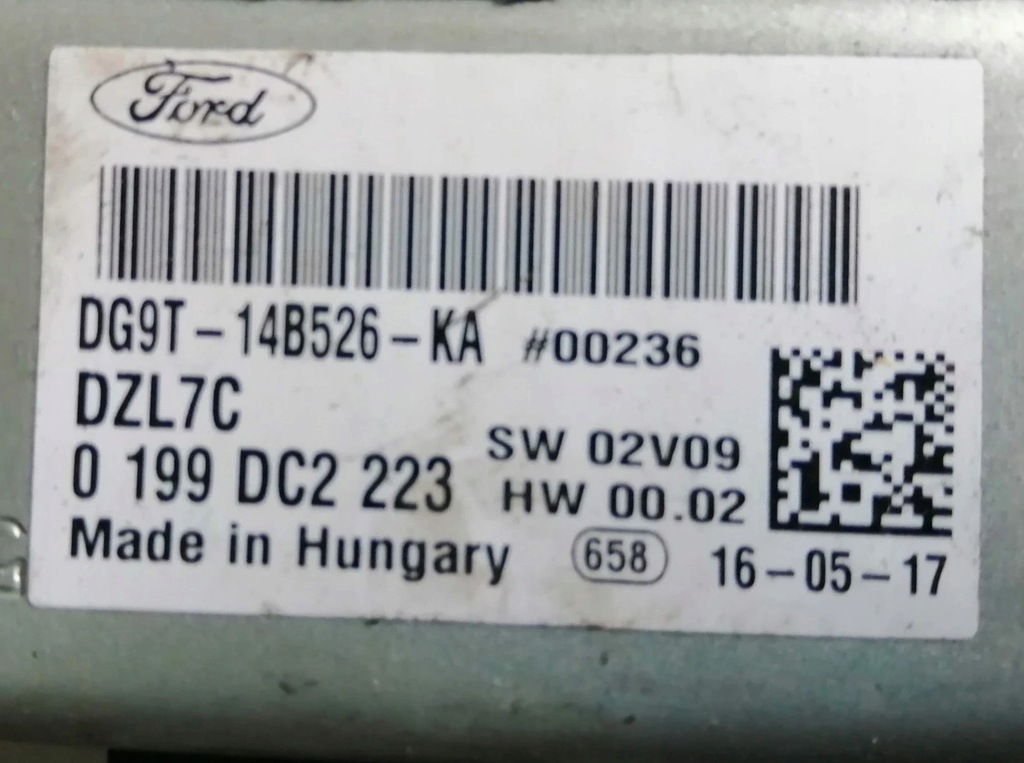 Ford
DG9T-14B526-KA #00236
DZL7C
SW 02V09
0 199 DC2 223
HW 00.02
Made in Hungary
658
16-05-17